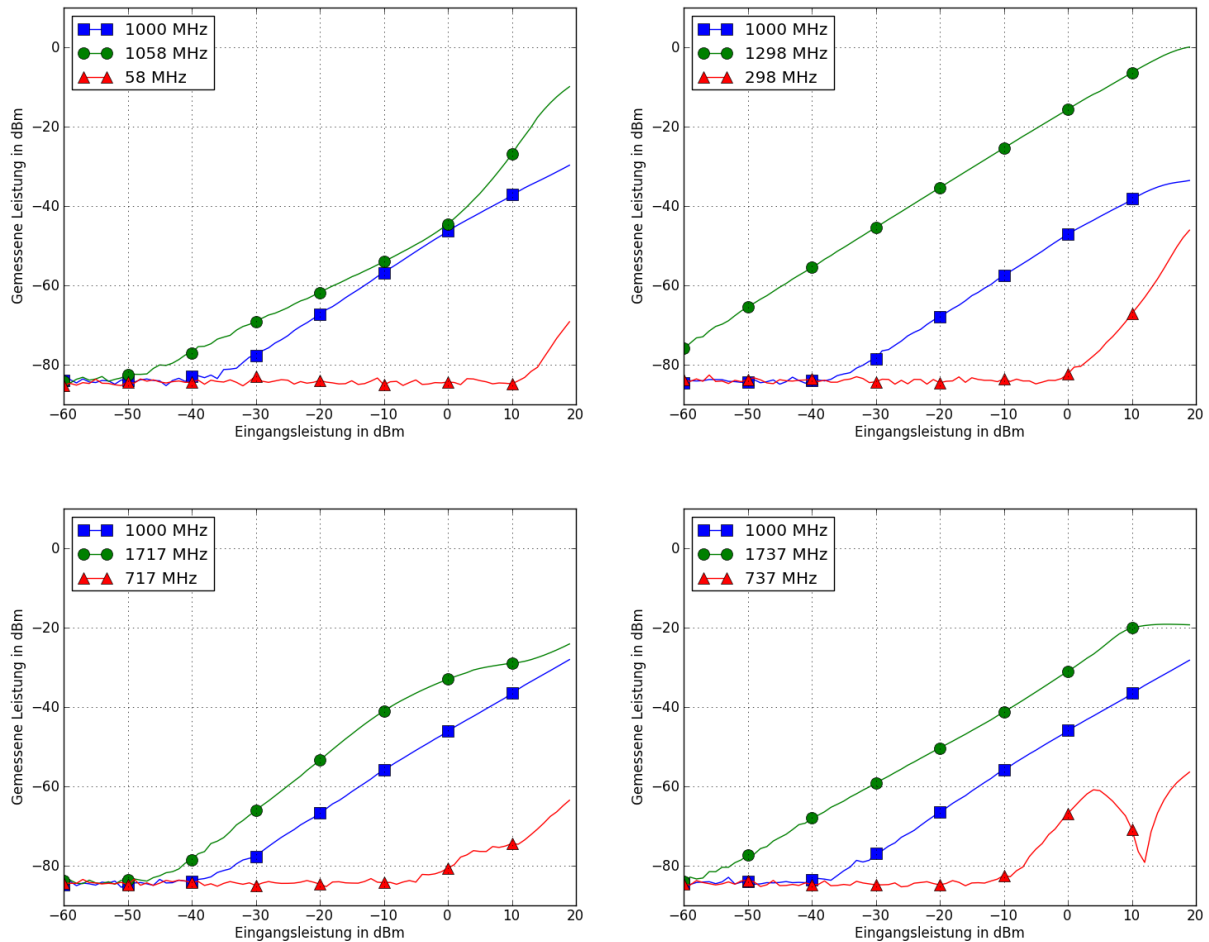 1000 MHz
1058 MHz
58 MHz
0
−20
−40
−60
−80
−60 −50 −40 −30 −20 −10 0 10 20
Gemessene Leistung in dBm
Eingangsleistung in dBm
1000 MHz
1298 MHz
298 MHz
0
−20
−40
−60
−80
−60 −50 −40 −30 −20 −10 0 10 20
Gemessene Leistung in dBm
Eingangsleistung in dBm
1000 MHz
1717 MHz
717 MHz
0
−20
−40
−60
−80
−60 −50 −40 −30 −20 −10 0 10 20
Gemessene Leistung in dBm
Eingangsleistung in dBm
1000 MHz
1737 MHz
737 MHz
0
−20
−40
−60
−80
−60 −50 −40 −30 −20 −10 0 10 20
Gemessene Leistung in dBm
Eingangsleistung in dBm